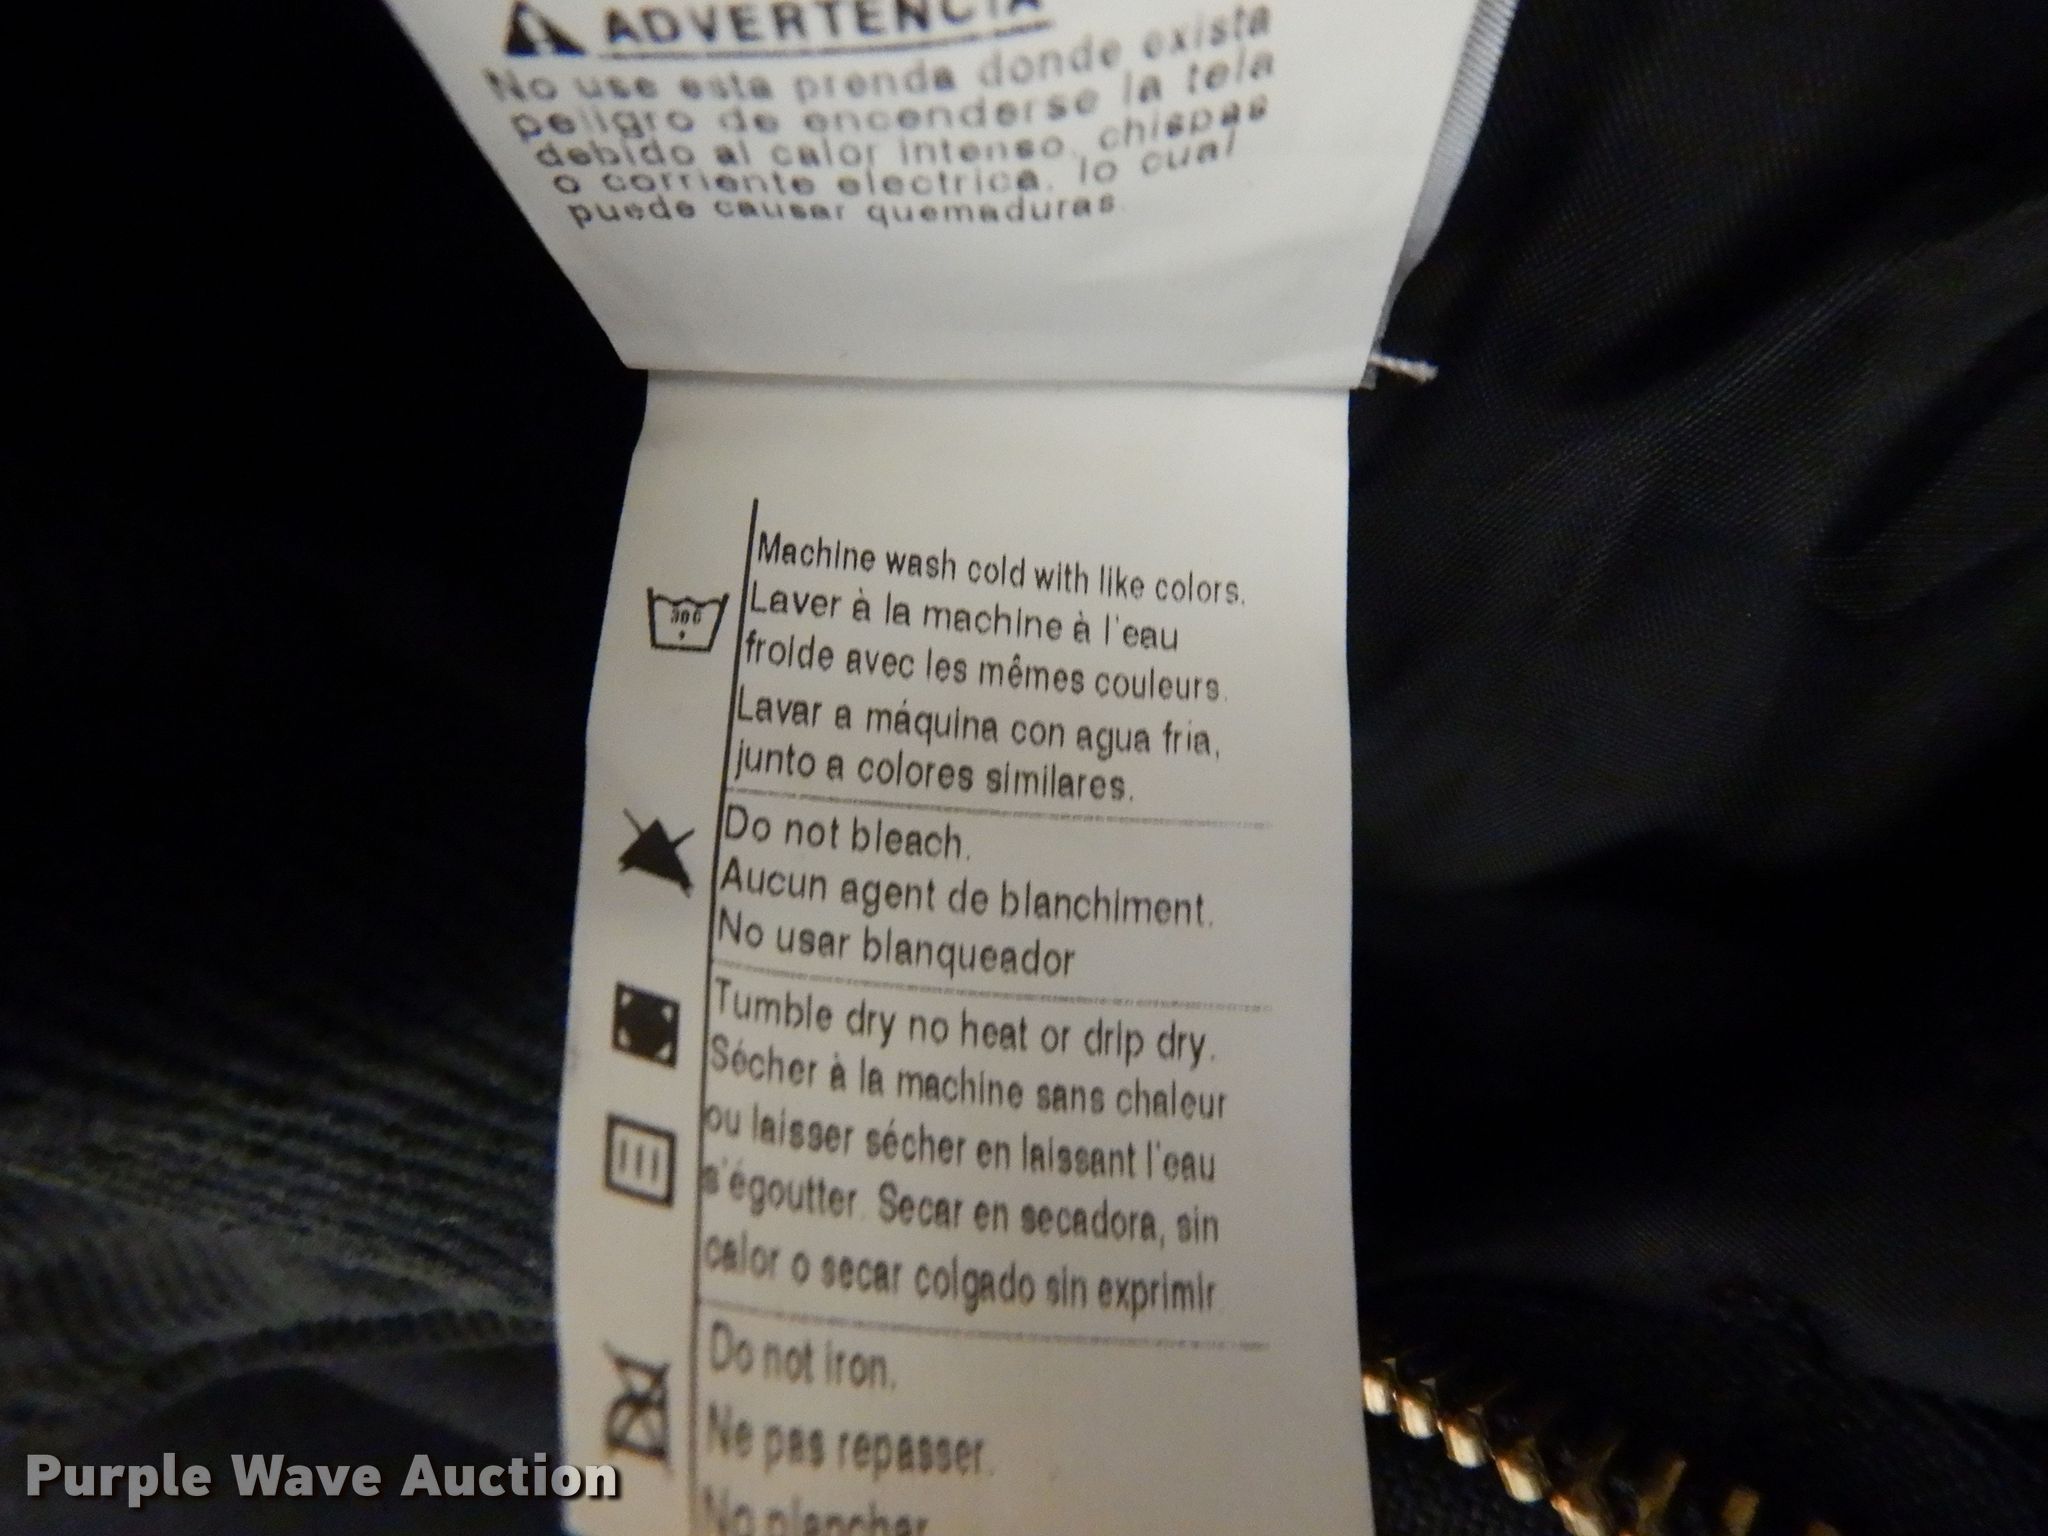 ADVERTENCIA
No use esta prenda donde exista
peligro de encenderse la tela
debido al calor intenso, chispas
o corriente electrica, lo cual
puede causar quemaduras.
Machine wash cold with like colors.
Laver à la machine à l'eau
froide avec les mêmes couleurs.
Lavar a máquina con agua fria,
junto a colores similares.
Do not bleach.
Aucun agent de blanchiment.
No usar blanqueador
Tumble dry no heat or drip dry.
Sécher à la machine sans chaleur
ou laisser sécher en laissant l'eau
s'égoutter. Secar en secadora, sin
calor o secar colgado sin exprimir
Do not iron.
Ne pas repasser.
No planchar
Purple Wave Auction